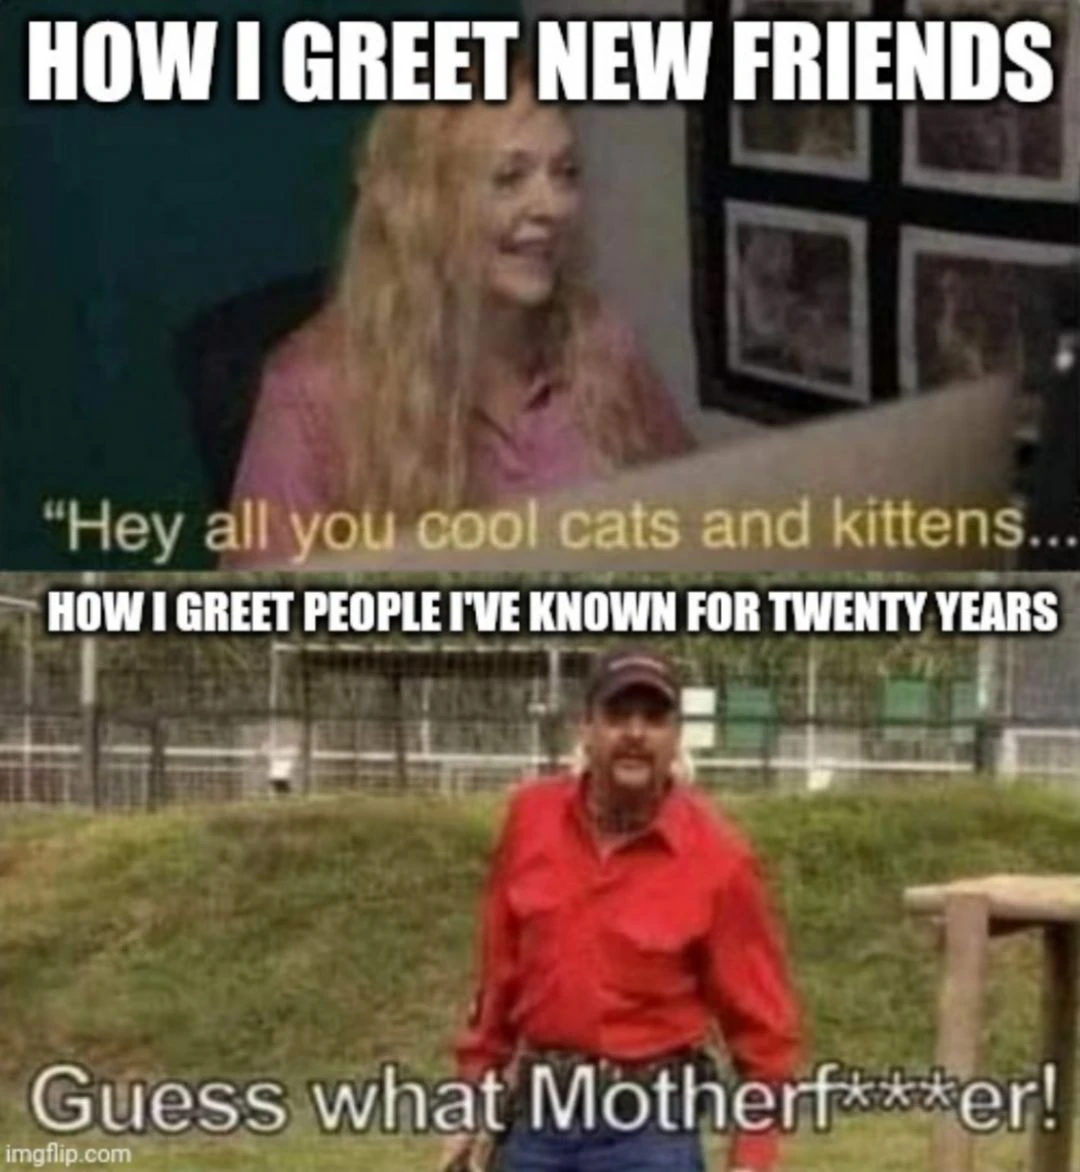 HOW I GREET NEW FRIENDS
“Hey all you cool cats and kittens...
HOW I GREET PEOPLE I'VE KNOWN FOR TWENTY YEARS
Guess what Motherf***er!
imgflip.com